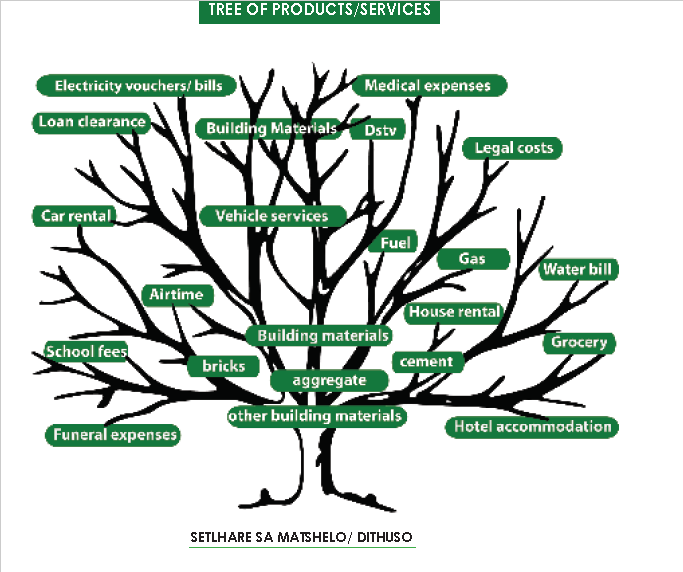 TREE OF PRODUCTS/SERVICES
Electricity vouchers/ bills
Medical expenses
Loan clearance
Building Materials
Dstv
Legal costs
Car rental
Vehicle services
Fuel
Gas
Water bill
Airtime
House rental
Building materials
Grocery
School fees
bricks
cement
aggregate
other building materials
Funeral expenses
Hotel accommodation
SETLHARE SA MATSHELO/ DITHUSO